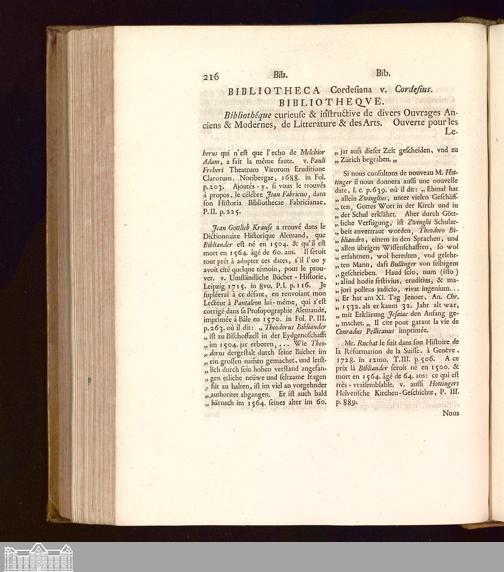 216 Bib. Bib.
BIBLIOTHECA Cordesiana v. Cordesius.
BIBLIOTHEQVE.
Bibliothéque curieuse & instructive de divers Ouvrages An-
ciens & Modernes, de Litterature & des Arts. Ouverte pour les
Le-
herus qui n'est que l'echo de Melchior
Adam, a fait la même faute. v. Pauli
Freheri Theatrum Virorum Eruditione
Clarorum, Noribergæ, 1688. in Fol.
p. 203. Ajoutés-y, si vous le trouvés
à propos, le célébre Jean Fabricius, dans
son Historia Bibliothecae Fabricianae,
P. II. p. 225.
Jean Gottlieb Krause a trouvé dans le
Dictionnaire Historique Alemand, que
Bibliander est né en 1504. & qu'il est
mort en 1564. âgé de 60. ans. Il seroit
tout prêt à adopter ces dates, s'il l'on y
avoit cité quelque témoin, pour le prou-
ver. v. Umständliche Bücher-Historie,
Leipzig 1715. in 8vo. P. I. p. 116. Je
supléerai à ce défaut, en renvoiant mon
Lecteur à Pantaleon lui-même, qui s'est
corrigé dans sa Prosopographie Alemande,
imprimée à Bâle en 1570. in Fol. P. III.
p. 263. où il dit: „ Theodorus Bibliander
„ ist zu Bischoffzell in der Eydgenoschafft
„ im 1504. jar erboren, ... Wie Theo-
„ dorus dergestalt durch seine Bücher im
„ ein grossen nammen gemachet, und letst-
„ lich durch sein hohen verstand angefan-
„ gen etliche neüwe und seltzame fragen
„ für zu halten, ist im viel an vorgehnder
„ authoritet abgangen. Er ist auch bald
„ härnach im 1564. seines alter im 60.
„ jar auss dieser Zeit gescheiden, vnd zu
„ Zürich begraben. „
Si nous consultons de nouveau M. Hot-
tinger il nous donnera aussi une nouvelle
date, l. c. p. 639. où il dit: „ Ehmal hat
„ allein Zwinglius, unter vielen Geschäff-
„ ten, Gottes Wort in der Kirch und in
„ der Schul erklährt. Aber durch Gött-
„ liche Verfügung, ist Zwinglii Schular-
„ beit anvertraut worden, Theodoro Bi-
„ bliandro, einem in den Sprachen, und
„ allen übrigen Wissenschafften, so wol
„ erfahrnen, wol beredten, vnd gelehr-
„ ten Mann, daß Bullinger von selbigem
„ geschrieben. Haud scio, num (isto)
„ aliud hodie festivius, eruditius, & ma-
„ jori pollens judicio, vivat ingenium...
„ Er hat am XI. Tag Jenner, An. Chr.
„ 1532. als er kaum 32. Jahr alt war,
„ mit Erklärung Jesaiae den Anfang ge-
„ machet. „ Il cite pour garant la vie de
Conradus Pellicanus imprimée.
Mr. Ruchat le fait dans son Histoire de
la Réformation de la Suisse. à Genève,
1728. in 12mo. T. III. p. 506. A ce
prix là Bibliander seroit né en 1500. &
mort en 1564. âgé de 64. ans: ce qui est
très-vraisemblable. v. aussi Hottingers
Helvetische Kirchen-Geschichte, P. III.
p. 889.
Nous